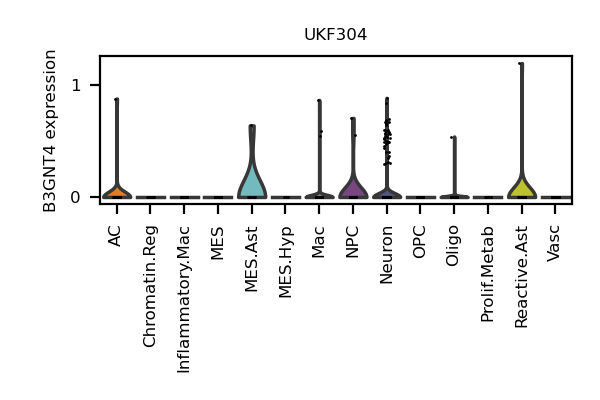 UKF304
B3GNT4 expression
1
0
AC
Chromatin.Reg
Inflammatory.Mac
MES
MES.Ast
MES.Hyp
Mac
NPC
Neuron
OPC
Oligo
Prolif.Metab
Reactive.Ast
Vasc